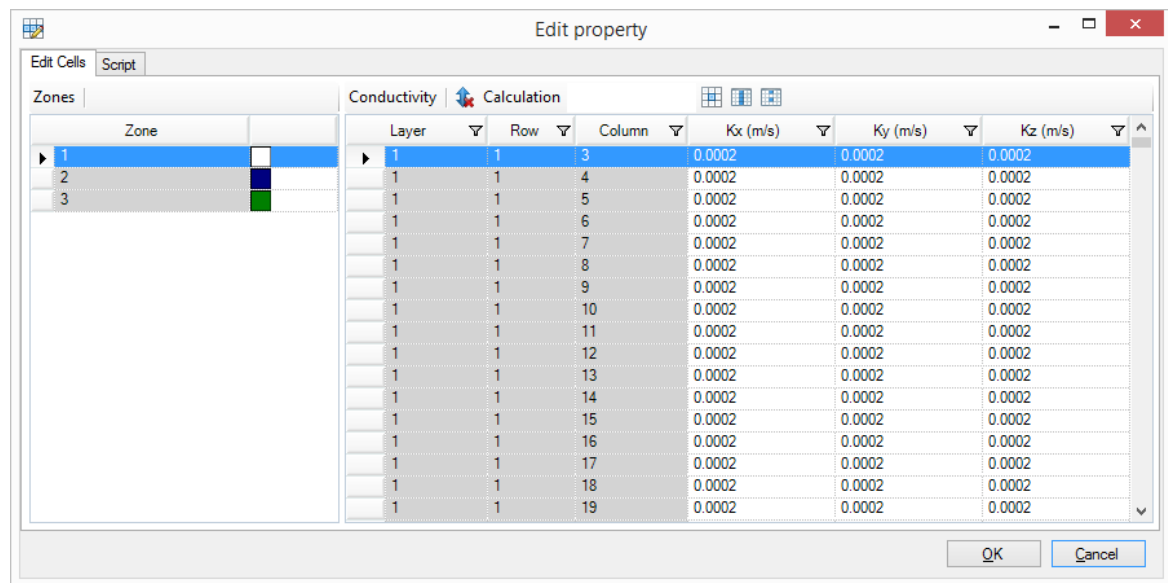 Edit property
Edit Cells Script
Zones Conductivity Calculation
Zone Layer Row Column Kx (m/s) Ky (m/s) Kz (m/s)
1 1 1 3 0.0002 0.0002 0.0002
2 1 1 4 0.0002 0.0002 0.0002
3 1 1 5 0.0002 0.0002 0.0002
1 1 6 0.0002 0.0002 0.0002
1 1 7 0.0002 0.0002 0.0002
1 1 8 0.0002 0.0002 0.0002
1 1 9 0.0002 0.0002 0.0002
1 1 10 0.0002 0.0002 0.0002
1 1 11 0.0002 0.0002 0.0002
1 1 12 0.0002 0.0002 0.0002
1 1 13 0.0002 0.0002 0.0002
1 1 14 0.0002 0.0002 0.0002
1 1 15 0.0002 0.0002 0.0002
1 1 16 0.0002 0.0002 0.0002
1 1 17 0.0002 0.0002 0.0002
1 1 18 0.0002 0.0002 0.0002
1 1 19 0.0002 0.0002 0.0002
OK Cancel